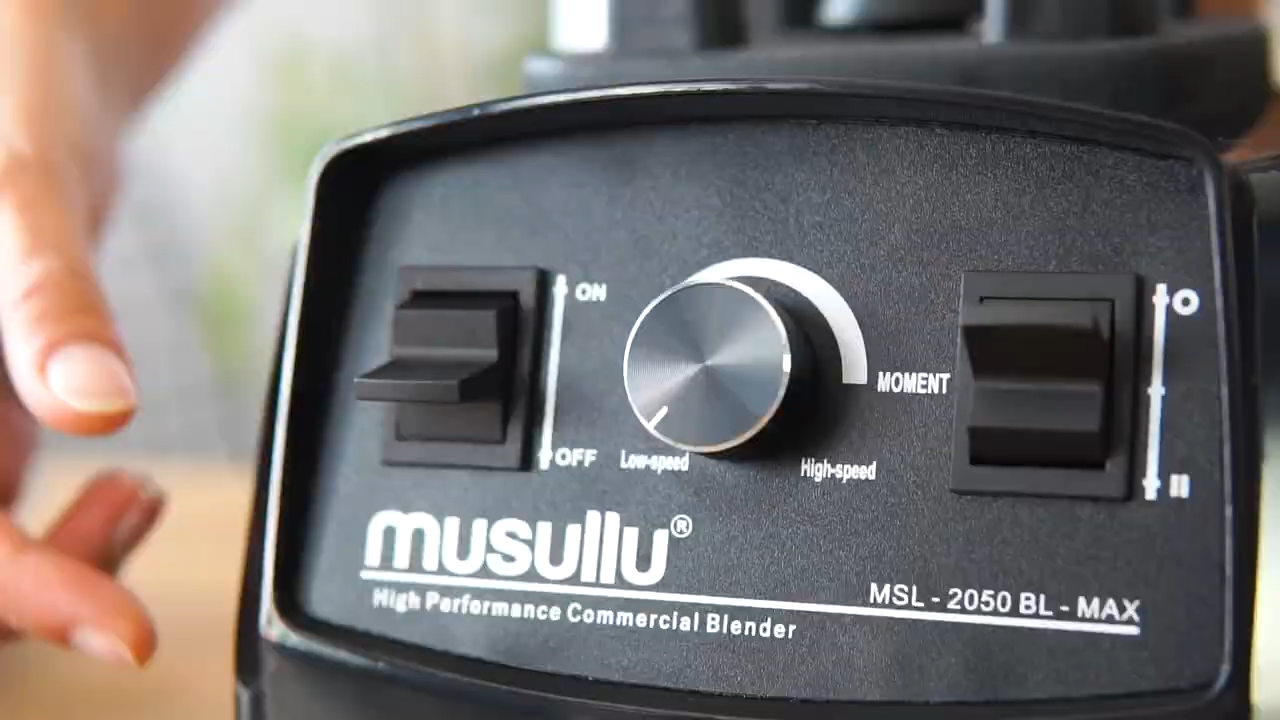 ON
OFF
Low-speed
High-speed
MOMENT
O
II
musullu®
High Performance Commercial Blender
MSL - 2050 BL - MAX